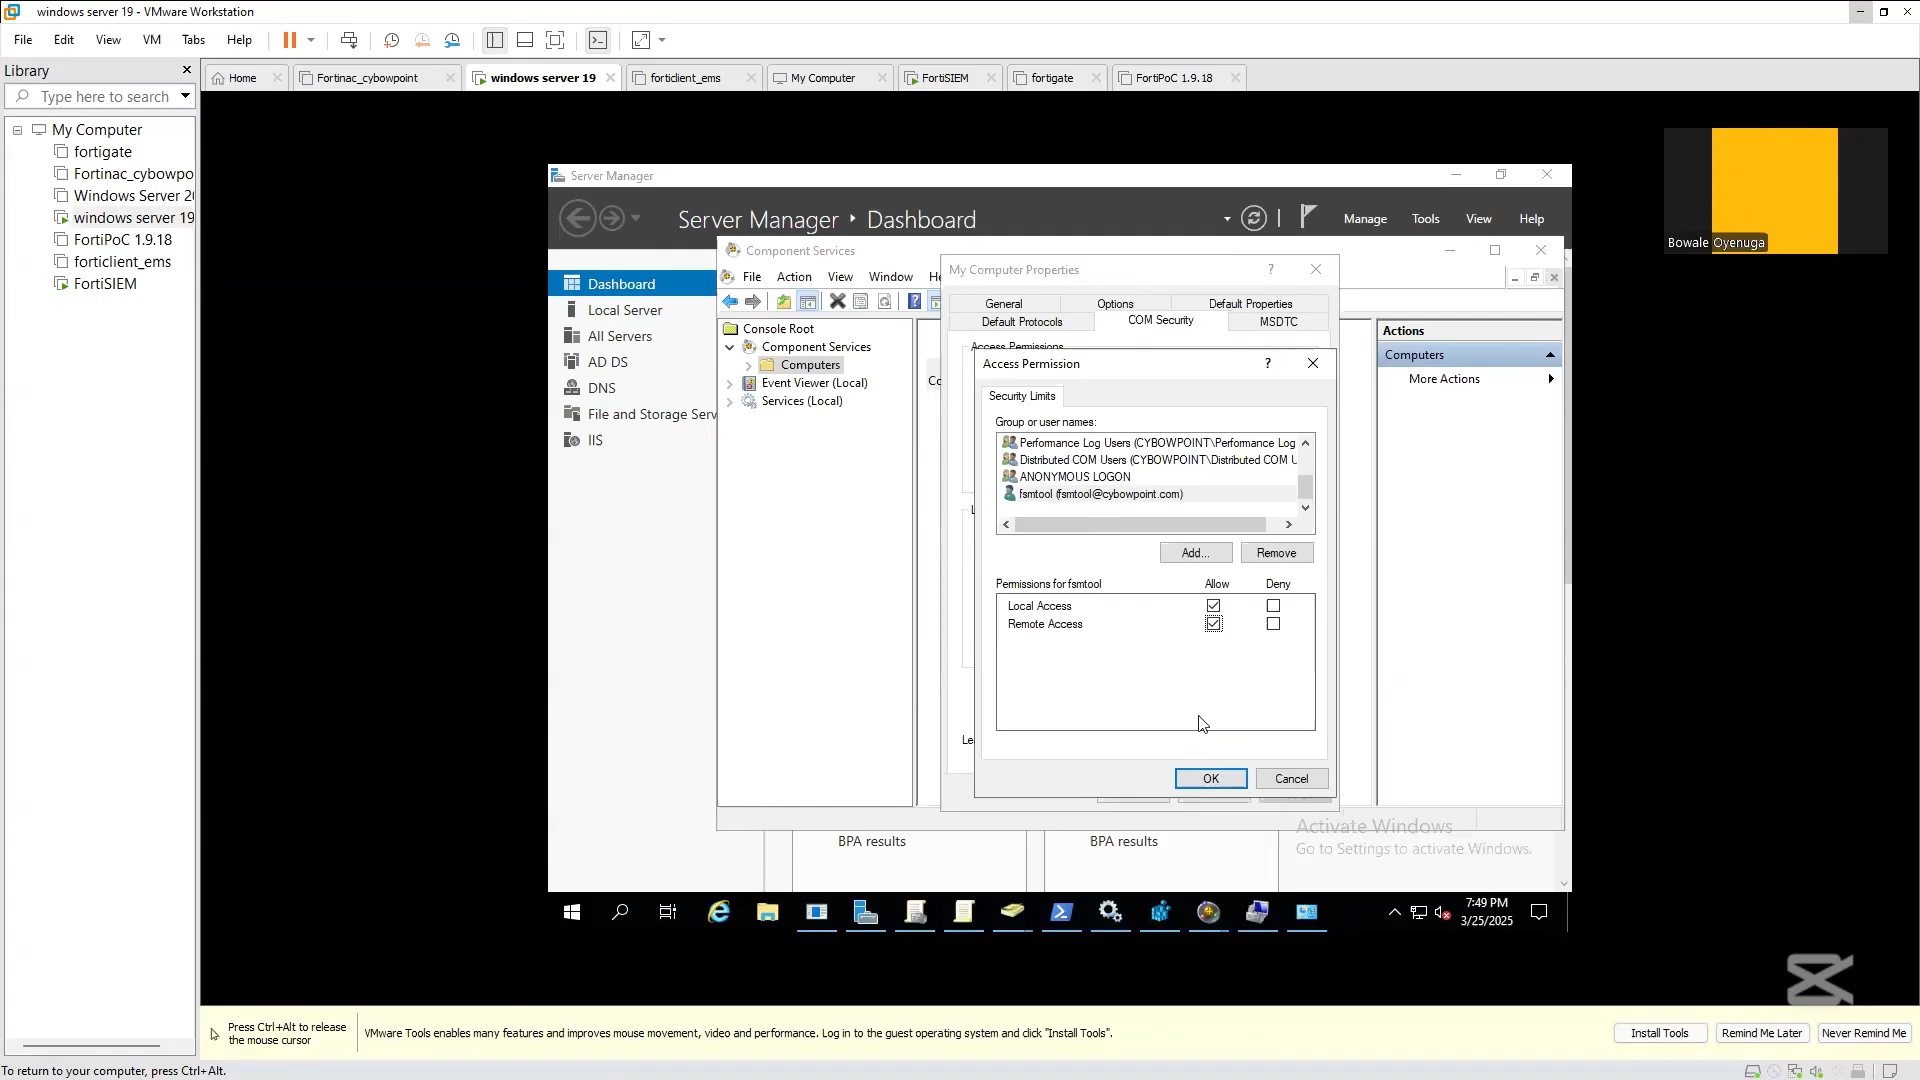 windows server 19 - VMware Workstation
File Edit View VM Tabs Help
Library
Type here to search
Home
Fortinac_cybowpoint
windows server 19
forticlient_ems
My Computer
FortiSIEM
fortigate
FortiPoC 1.9.18
My Computer
fortigate
Fortinac_cybowpo
Windows Server 2
windows server 19
FortiPoC 1.9.18
forticlient_ems
FortiSIEM
Bowale Oyenuga
Server Manager
Server Manager Dashboard
Manage Tools View Help
Dashboard
Local Server
All Servers
AD DS
DNS
File and Storage Serv
IIS
Component Services
File Action View Window He
Console Root
Component Services
Computers
Event Viewer (Local)
Services (Local)
Co
Actions
Computers
More Actions
My Computer Properties
General Options Default Properties
Default Protocols COM Security MSDTC
Access Permissions
L
Le
Access Permission
Security Limits
Group or user names:
Performance Log Users (CYBOWPOINT\Performance Log
Distributed COM Users (CYBOWPOINT\Distributed COM U
ANONYMOUS LOGON
fsmtool (fsmtool@cybowpoint.com)
Add... Remove
Permissions for fsmtool Allow Deny
Local Access
Remote Access
OK Cancel
BPA results BPA results
Activate Windows
Go to Settings to activate Windows.
7:49 PM
3/25/2025
Press Ctrl+Alt to release
the mouse cursor
VMware Tools enables many features and improves mouse movement, video and performance. Log in to the guest operating system and click "Install Tools".
Install Tools Remind Me Later Never Remind Me
To return to your computer, press Ctrl+Alt.